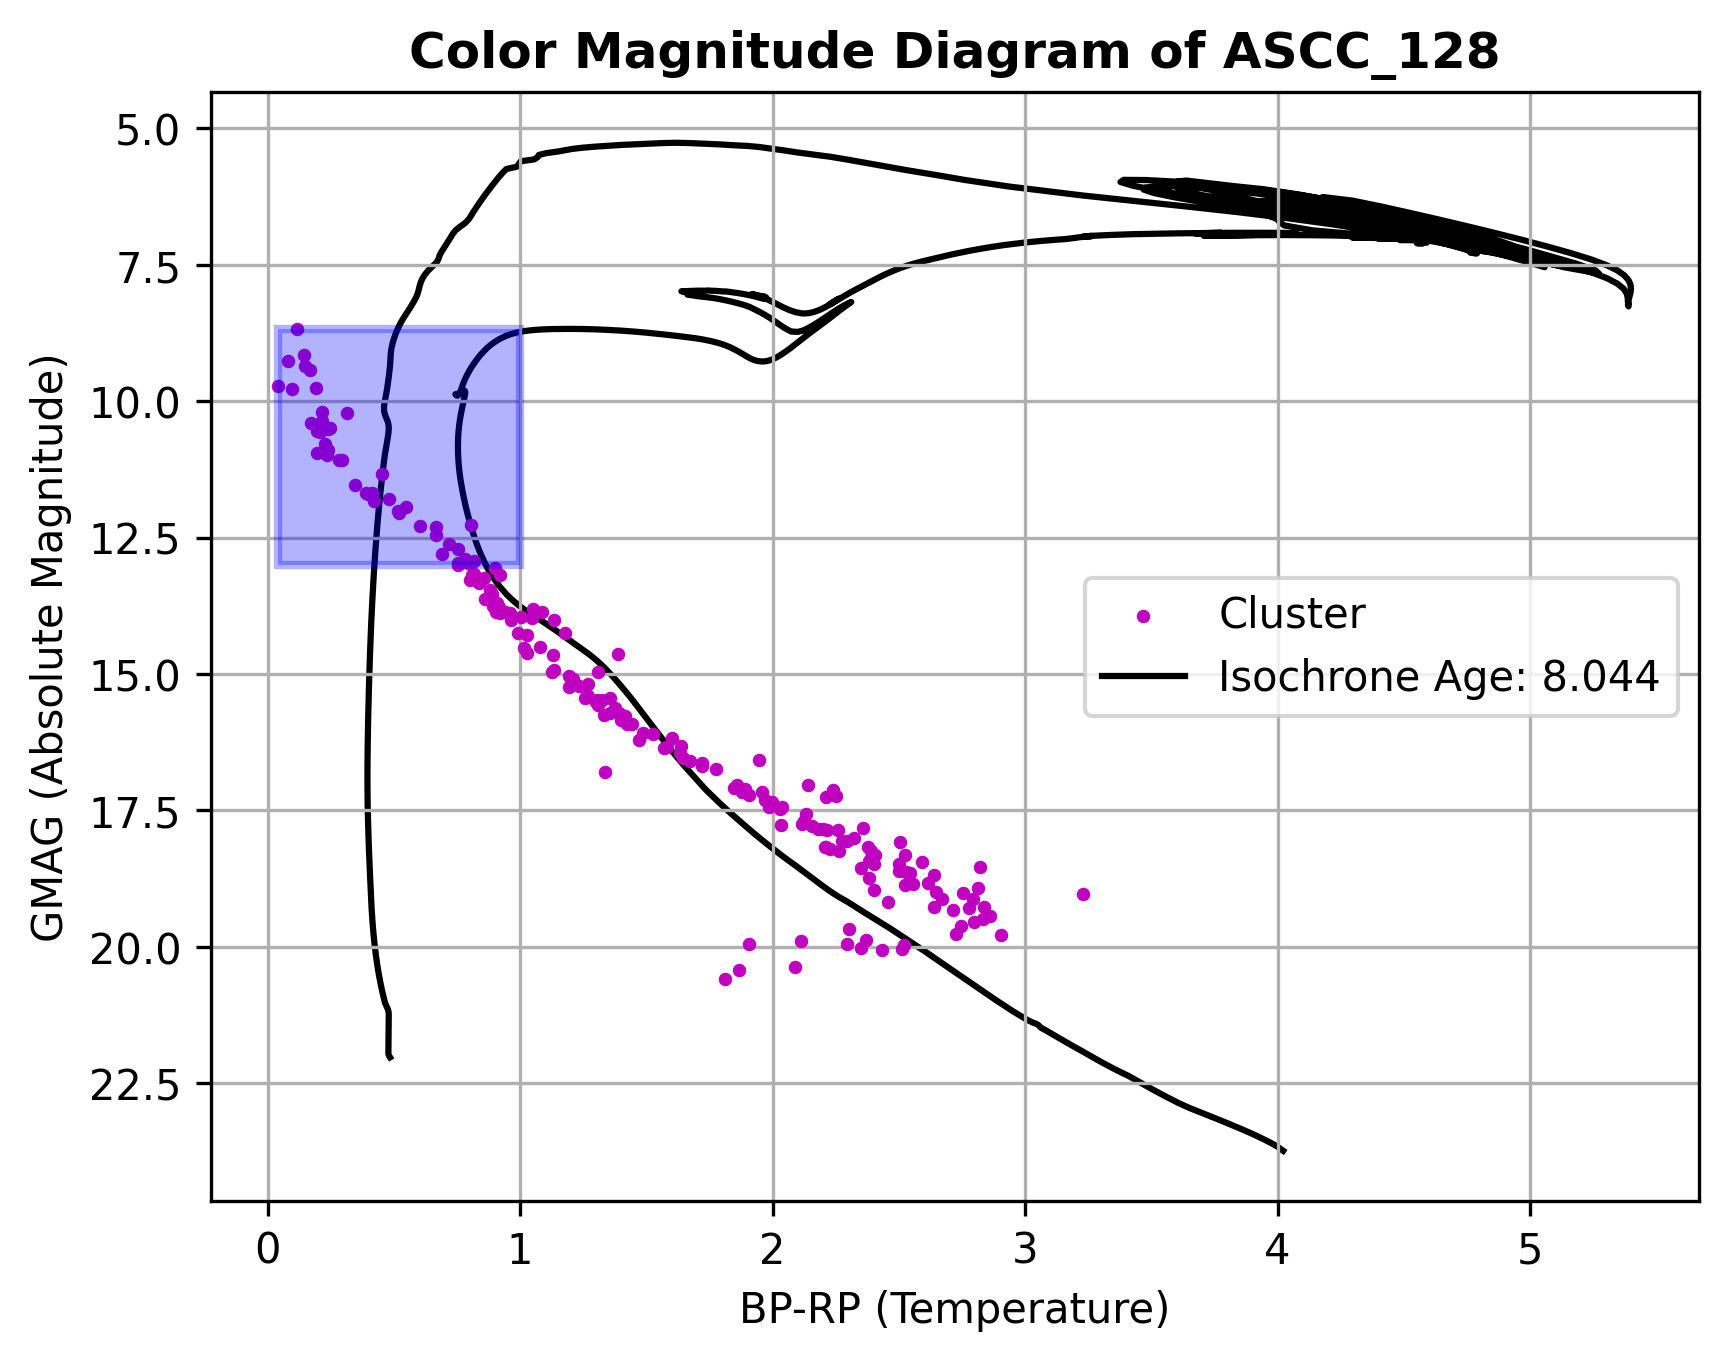 Color Magnitude Diagram of ASCC_128
GMAG (Absolute Magnitude)
5.0
7.5
10.0
12.5
15.0
17.5
20.0
22.5
Cluster
Isochrone Age: 8.044
0 1 2 3 4 5
BP-RP (Temperature)